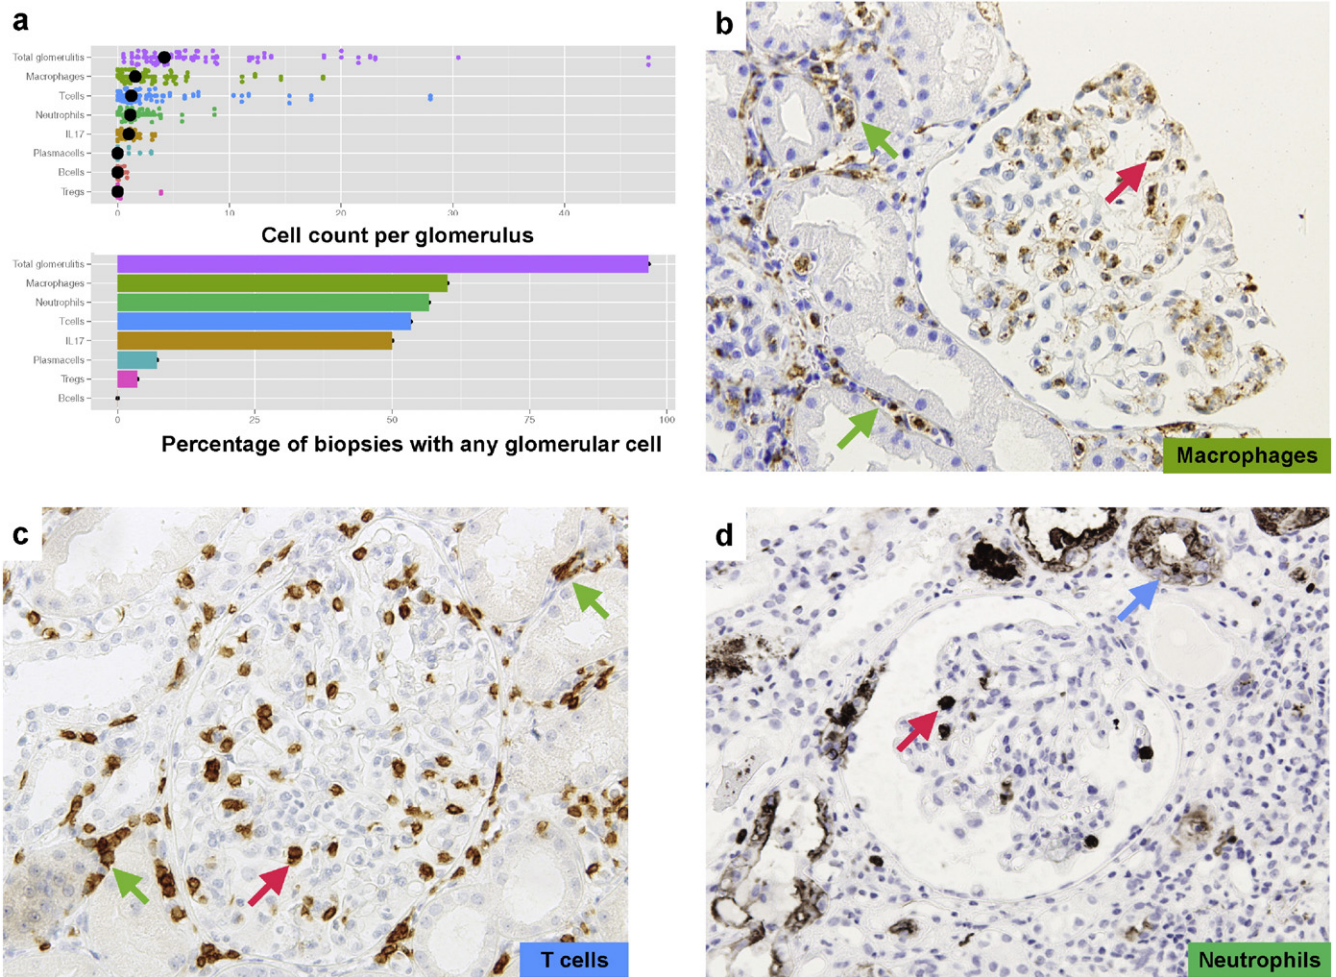 a
Total glomerulitis
Macrophages
Tcells
Neutrophils
IL17
Plasmacells
Bcells
Tregs
0 10 20 30 40
Cell count per glomerulus
Total glomerulitis
Macrophages
Neutrophils
Tcells
IL17
Plasmacells
Tregs
Bcells
0 25 50 75 100
Percentage of biopsies with any glomerular cell
b
Macrophages
c
T cells
d
Neutrophils